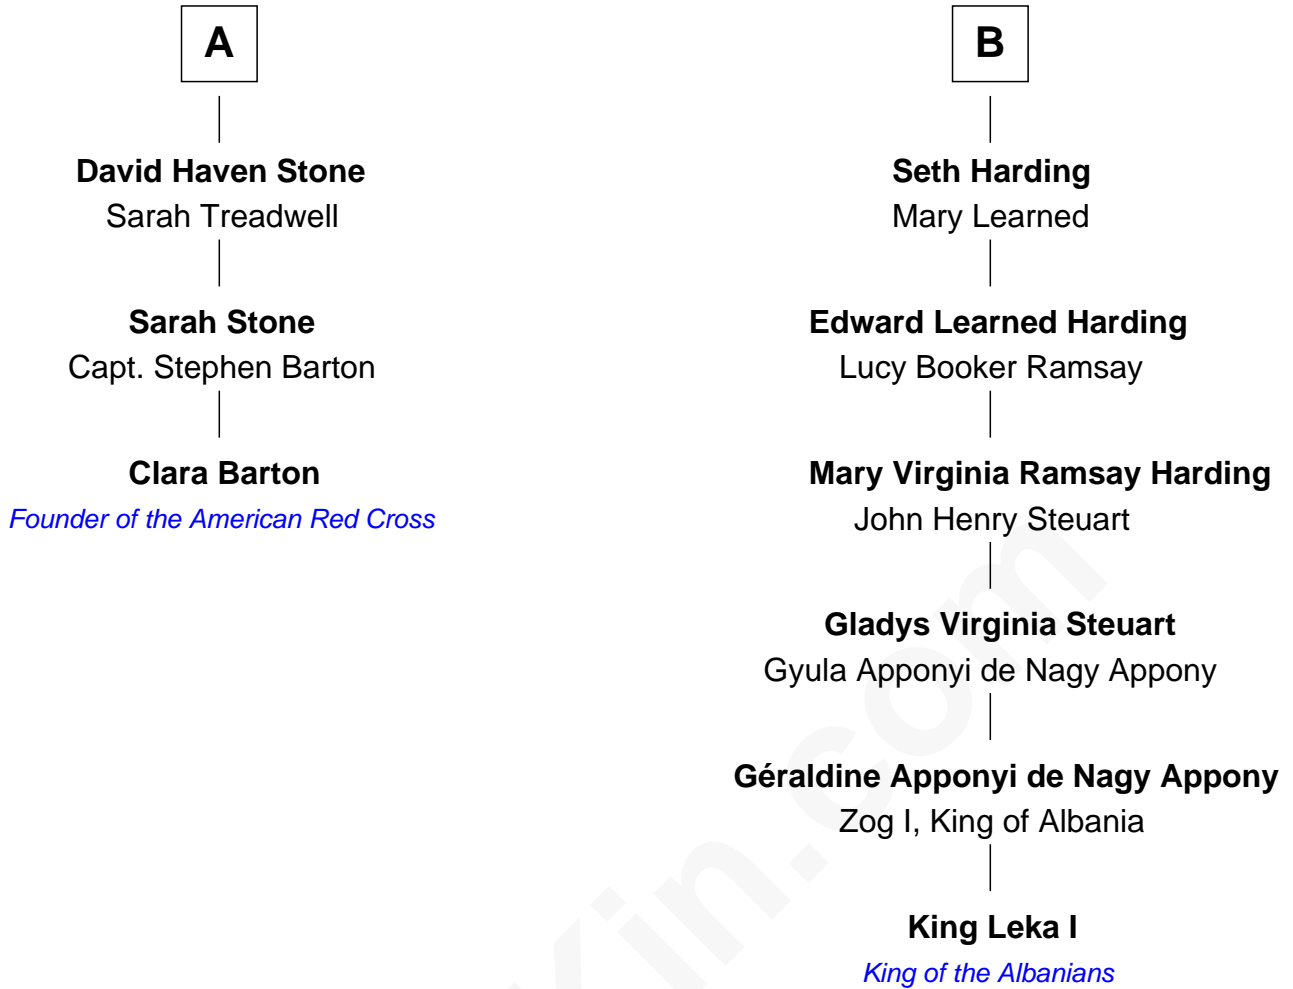 A
David Haven Stone
Sarah Treadwell
Sarah Stone
Capt. Stephen Barton
Clara Barton
Founder of the American Red Cross
B
Seth Harding
Mary Learned
Edward Learned Harding
Lucy Booker Ramsay
Mary Virginia Ramsay Harding
John Henry Steuart
Gladys Virginia Steuart
Gyula Apponyi de Nagy Appony
Géraldine Apponyi de Nagy Appony
Zog I, King of Albania
King Leka I
King of the Albanians
Kin.com